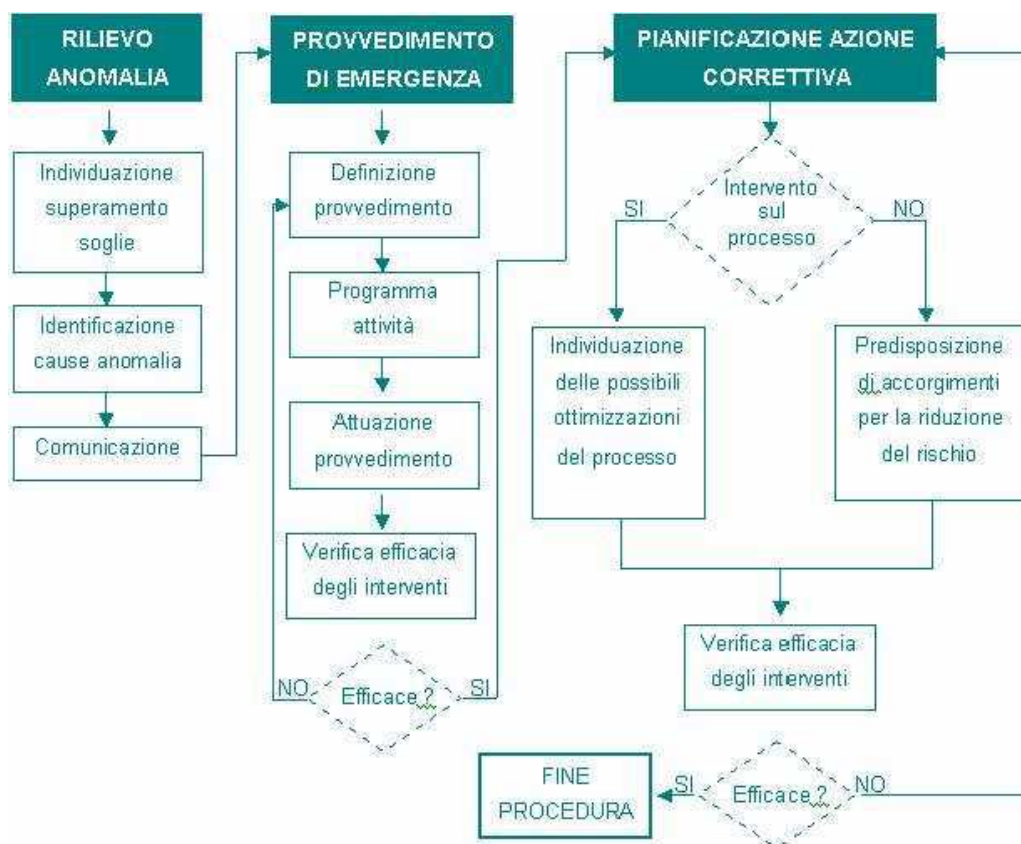 RILIEVO
ANOMALIA
Individuazione
superamento
soglie
Identificazione
cause anomalia
Comunicazione
PROVVEDIMENTO
DI EMERGENZA
Definizione
provvedimento
Programma
attività
Attuazione
provvedimento
Verifica efficacia
degli interventi
NO
Efficace ?
SI
PIANIFICAZIONE AZIONE
CORRETTIVA
Intervento
SI
sul
NO
processo
Individuazione
delle possibili
ottimizzazioni
del processo
Predisposizione
di accorgimenti
per la riduzione
del rischio
Verifica efficacia
degli interventi
FINE
PROCEDURA
SI
Efficace ?
NO